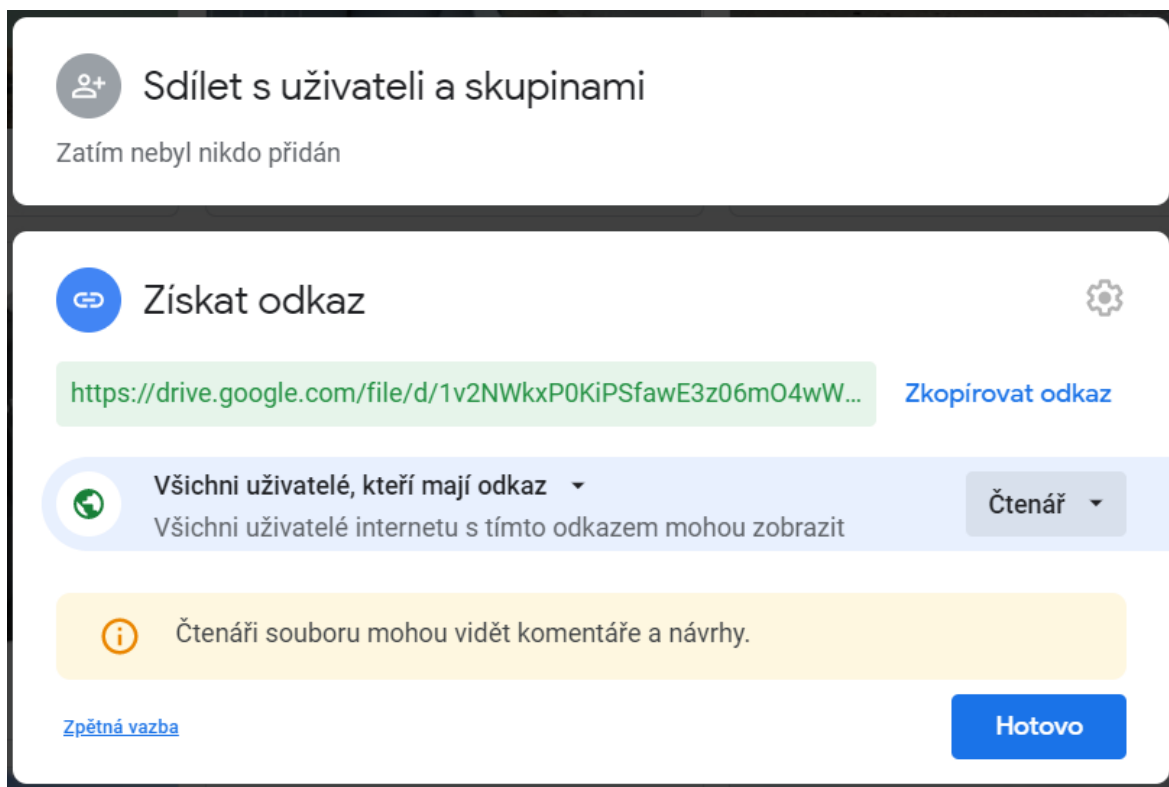 Sdílet s uživateli a skupinami
Zatím nebyl nikdo přidán
Získat odkaz
https://drive.google.com/file/d/1v2NWkxP0KiPSfawE3z06mO4wW...
Zkopírovat odkaz
Všichni uživatelé, kteří mají odkaz
Všichni uživatelé internetu s tímto odkazem mohou zobrazit
Čtenář
Čtenáři souboru mohou vidět komentáře a návrhy.
Zpětná vazba
Hotovo